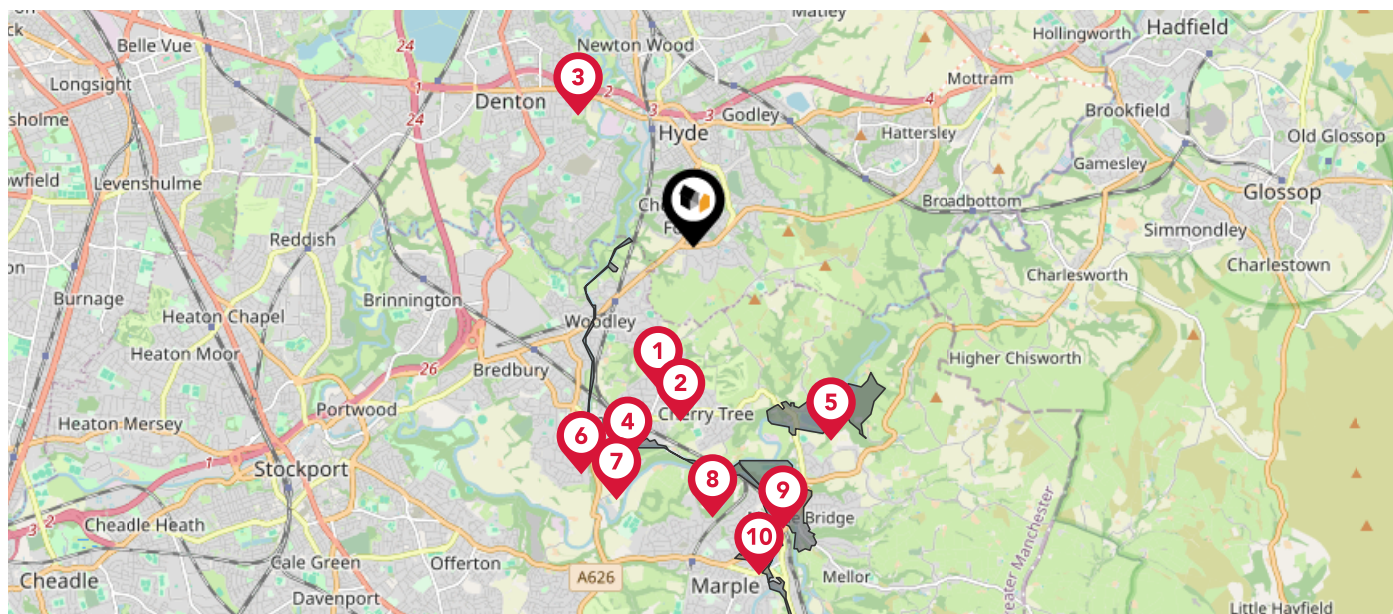 Matley
Hadfield
on
ck
Belle Vue
24
Newton Wood
Hollingworth
Longsight
1
3
2
3
3
4
Mottram
Denton
Godley
Brookfield
sholme
24
Hyde
Hattersley
Old Glossop
Gamesley
owfield
Levenshulme
Glossop
Broadbottom
Simmondley
Reddish
Charlestown
on
Charlesworth
Burnage
Brinnington
Heaton Chapel
Woodley
Heaton Moor
26
Bredbury
1
2
Higher Chisworth
Portwood
Cherry Tree
5
Heaton Mersey
6
4
1
Stockport
7
8
9
3
2
Cheadle Heath
Bridge
10
Cale Green
Offerton
A626
Marple
Mellor
Cheadle
Davenport
reater Manchester
Little Hayfield